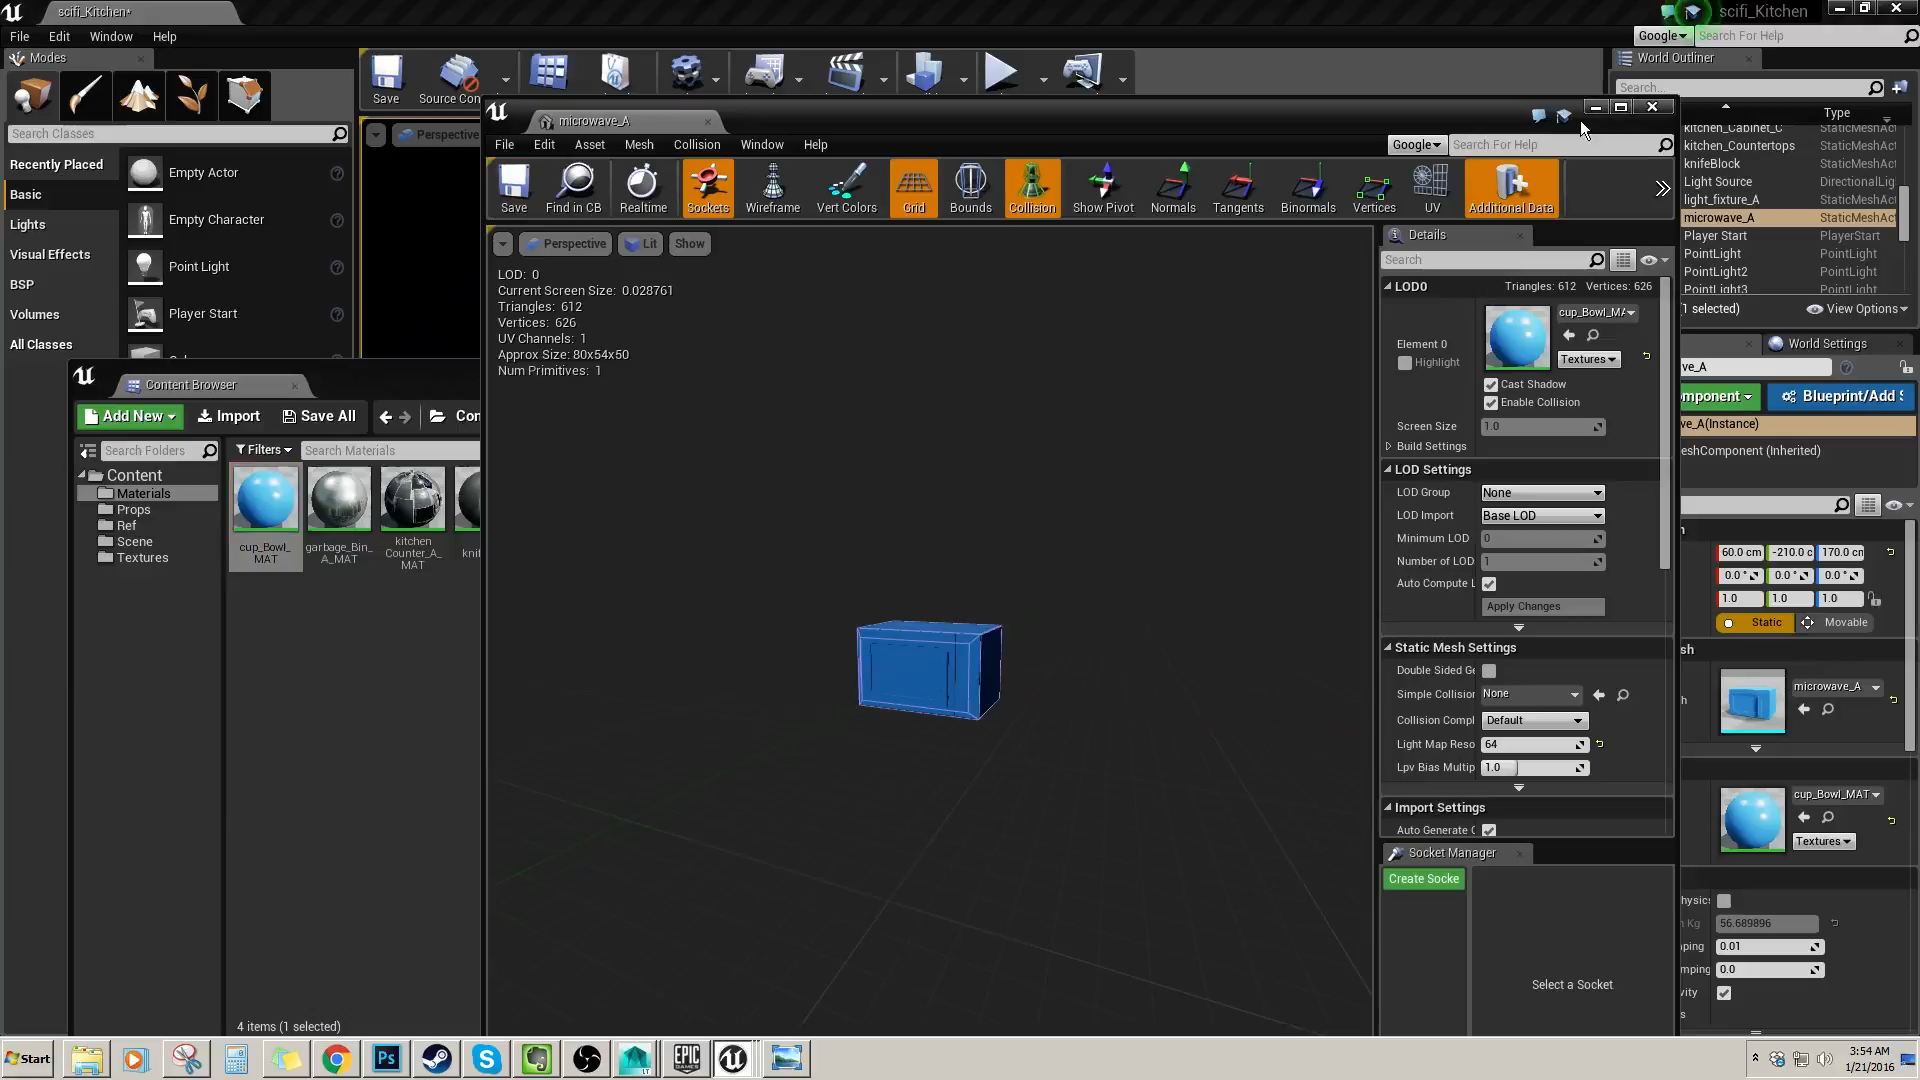 scifi_Kitchen*
scifi_Kitchen
File Edit Window Help
Google Search For Help
Modes
World Outliner
Save
Source Con
Search...
Type
Search Classes
Recently Placed
Basic
Lights
Visual Effects
BSP
Volumes
All Classes
Empty Actor
Empty Character
Point Light
Player Start
Perspective
microwave_A
File Edit Asset Mesh Collision Window Help
Google Search For Help
Save Find in CB Realtime Sockets Wireframe Vert Colors Grid Bounds Collision Show Pivot Normals Tangents Binormals Vertices UV Additional Data
Perspective Lit Show
LOD: 0
Current Screen Size: 0.028761
Triangles: 612
Vertices: 626
UV Channels: 1
Approx Size: 80x54x50
Num Primitives: 1
Details
Search
LOD0 Triangles: 612 Vertices: 626
cup_Bowl_MA
Element 0
Highlight
Textures
Cast Shadow
Enable Collision
Screen Size 1.0
Build Settings
LOD Settings
LOD Group None
LOD Import Base LOD
Minimum LOD 0
Number of LOD 1
Auto Compute L
Apply Changes
Static Mesh Settings
Double Sided Ge
Simple Collision None
Collision Compl Default
Light Map Reso 64
Lpv Bias Multip 1.0
Import Settings
Auto Generate C
Socket Manager
Create Socke
Select a Socket
kitchen_Cabinet_C StaticMeshAct
kitchen_Countertops StaticMeshAct
knifeBlock StaticMeshAct
Light Source DirectionalLig
light_fixture_A StaticMeshAct
microwave_A StaticMeshAct
Player Start PlayerStart
PointLight PointLight
PointLight2 PointLight
PointLight3 PointLight
(1 selected) View Options
World Settings
ve_A
mponent Blueprint/Add S
ve_A(Instance)
eshComponent (Inherited)
60.0 cm -210.0 c 170.0 cm
0.0 ° 0.0 ° 0.0 °
1.0 1.0 1.0
Static Movable
sh
microwave_A
cup_Bowl_MAT
Textures
hysics
n Kg 56.689896
mping 0.01
mping 0.0
vity
Content Browser
Add New Import Save All Con
Search Folders
Filters Search Materials
Content
Materials
Props
Ref
Scene
Textures
cup_Bowl_
MAT
garbage_Bin_
A_MAT
kitchen
Counter_A_
MAT
knif
4 items (1 selected)
Start
Ps
LT
EPIC
GAMES
3:54 AM
1/21/2016